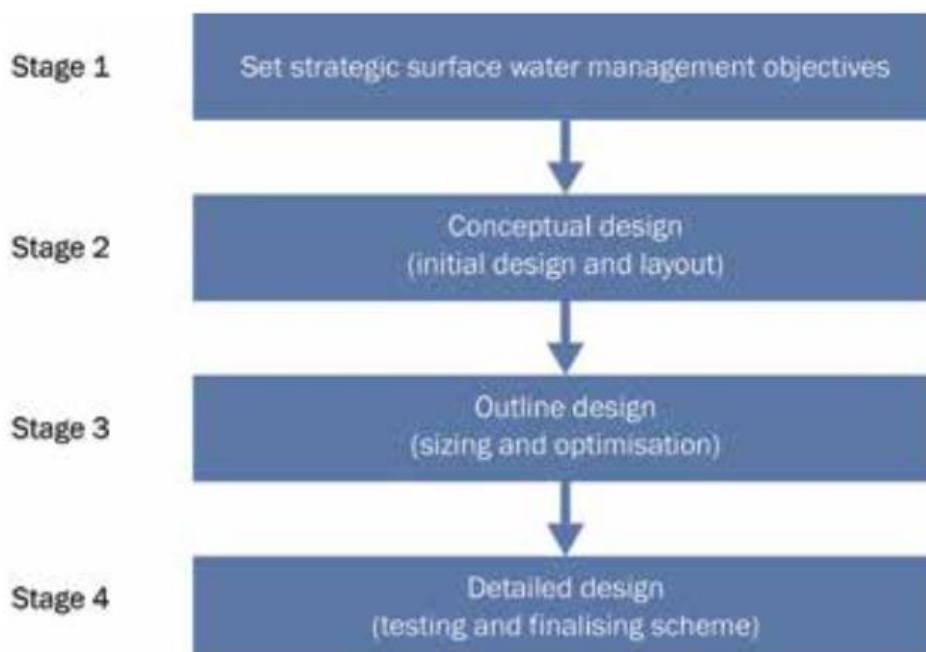 Stage 1
Set strategic surface water management objectives
Stage 2
Conceptual design
(initial design and layout)
Stage 3
Outline design
(sizing and optimisation)
Stage 4
Detailed design
(testing and finalising scheme)